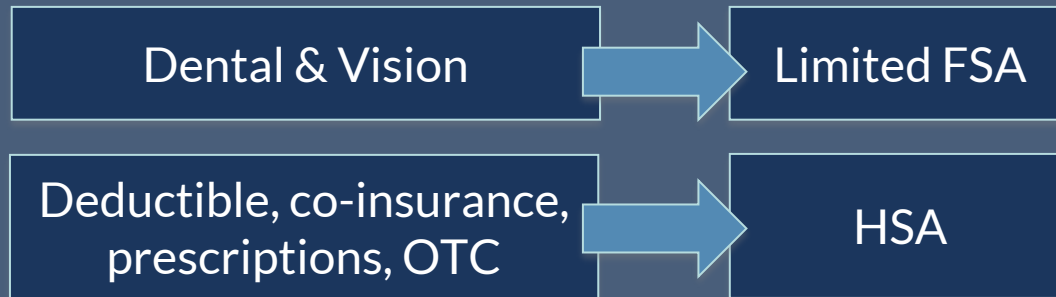 Dental & Vision
Limited FSA
Deductible, co-insurance,
prescriptions, OTC
HSA